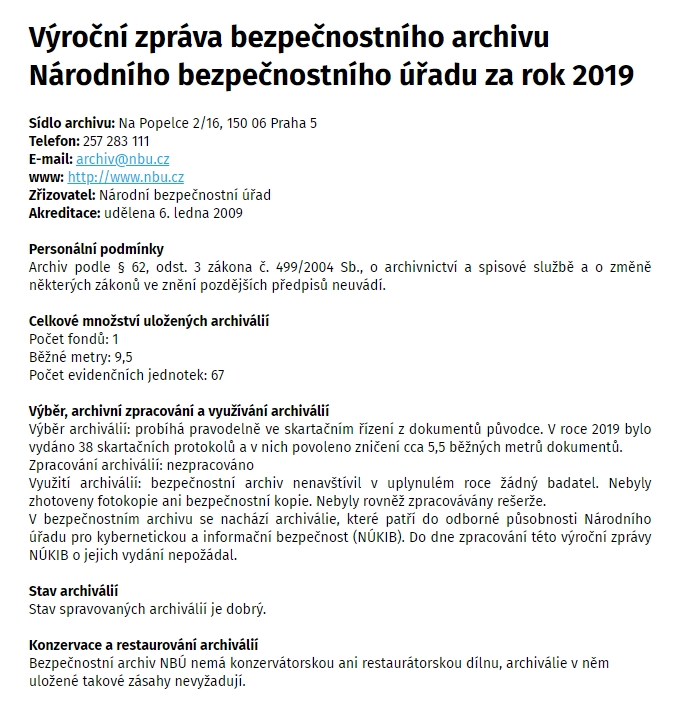 Výroční zpráva bezpečnostního archivu
Národního bezpečnostního úřadu za rok 2019
Sídlo archivu: Na Popelce 2/16, 150 06 Praha 5
Telefon: 257 283 111
E-mail: archiv@nbu.cz
www: http://www.nbu.cz
Zřizovatel: Národní bezpečnostní úřad
Akreditace: udělena 6. ledna 2009
Personální podmínky
Archiv podle § 62, odst. 3 zákona č. 499/2004 Sb., o archivnictví a spisové službě a o změně
některých zákonů ve znění pozdějších předpisů neuvádí.
Celkové množství uložených archiválií
Počet fondů: 1
Běžné metry: 9,5
Počet evidenčních jednotek: 67
Výběr, archivní zpracování a využívání archiválií
Výběr archiválií: probíhá pravodelně ve skartačním řízení z dokumentů původce. V roce 2019 bylo
vydáno 38 skartačních protokolů a v nich povoleno zničení cca 5,5 běžných metrů dokumentů.
Zpracování archiválií: nezpracováno
Využití archiválií: bezpečnostní archiv nenavštívil v uplynulém roce žádný badatel. Nebyly
zhotoveny fotokopie ani bezpečnostní kopie. Nebyly rovněž zpracovávány rešerže.
V bezpečnostním archivu se nachází archiválie, které patří do odborné působnosti Národního
úřadu pro kybernetickou a informační bezpečnost (NÚKIB). Do dne zpracování této výroční zprávy
NÚKIB o jejich vydání nepožádal.
Stav archiválií
Stav spravovaných archiválií je dobrý.
Konzervace a restaurování archiválií
Bezpečnostní archiv NBÚ nemá konzervátorskou ani restaurátorskou dílnu, archiválie v něm
uložené takové zásahy nevyžadují.